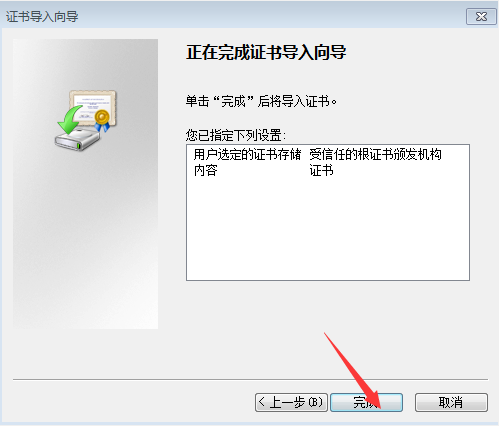 证书导入向导
正在完成证书导入向导
单击“完成”后将导入证书。
您已指定下列设置:
用户选定的证书存储 受信任的根证书颁发机构
内容 证书
< 上一步(B) 完成 取消